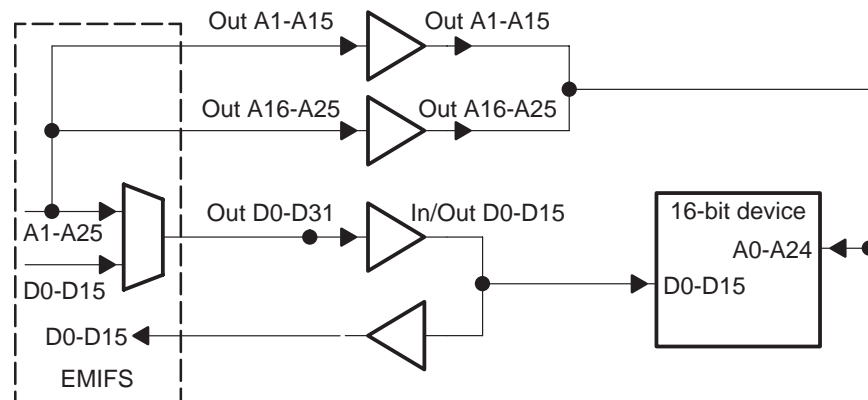 Out A1-A15
Out A1-A15
Out A16-A25
Out A16-A25
A1-A25
Out D0-D31
In/Out D0-D15
D0-D15
D0-D15
EMIFS
16-bit device
A0-A24
D0-D15